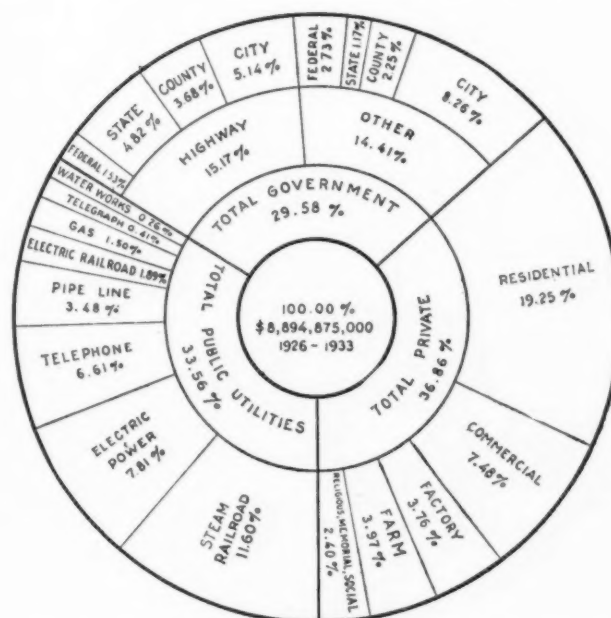 100.00 %
$8,894,875,000
1926 – 1933
TOTAL GOVERNMENT
29.58 %
HIGHWAY
15.17%
FEDERAL 1.53%
STATE
4.82 %
COUNTY
3.68%
CITY
5.14%
OTHER
14.41%
FEDERAL
2.73%
STATE 1.17%
COUNTY
2.25%
CITY
8.26%
TOTAL PRIVATE
36.86 %
RESIDENTIAL
19.25 %
COMMERCIAL
7.48%
FACTORY
3.76 %
FARM
3.97%
RELIGIOUS, MEMORIAL, SOCIAL
2.40 %
TOTAL PUBLIC UTILITIES
33.56 %
STEAM
RAILROAD
11.60%
ELECTRIC
POWER
7.81%
TELEPHONE
6.61%
PIPE LINE
3.48 %
ELECTRIC RAILROAD 1.89%
GAS 1.50%
TELEGRAPH 0.41%
WATER WORKS 0.26%